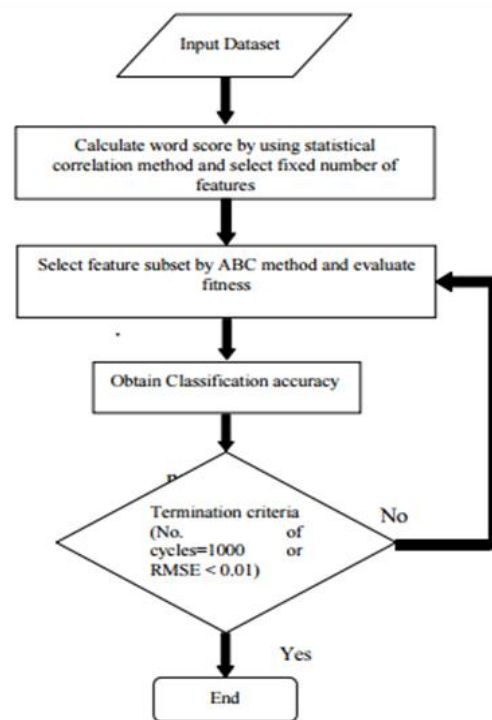 Input Dataset
Calculate word score by using statistical
correlation method and select fixed number of
features
Select feature subset by ABC method and evaluate
fitness
Obtain Classification accuracy
Termination criteria
(No. of
cycles=1000 or
RMSE < 0.01)
No
Yes
End